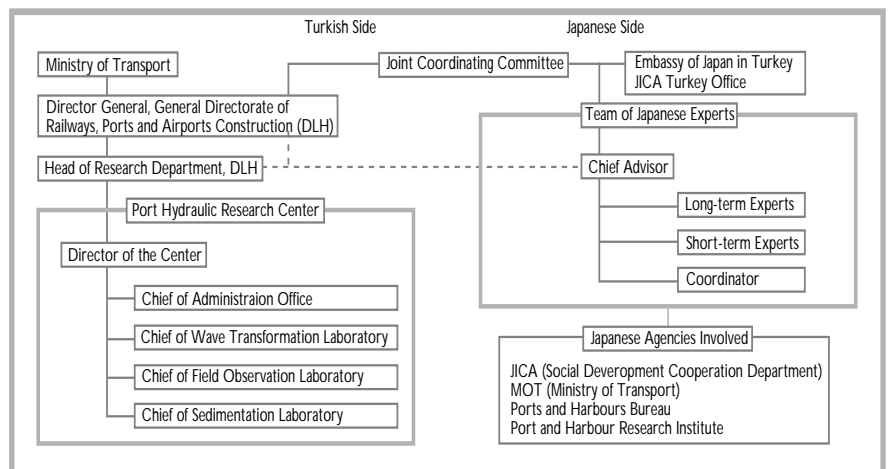 Turkish Side
Japanese Side
Joint Coordinating Committee
Ministry of Transport
Embassy of Japan in Turkey
JICA Turkey Office
Director General, General Directorate of
Railways, Ports and Airports Construction (DLH)
Team of Japanese Experts
Head of Research Department, DLH
Chief Advisor
Port Hydraulic Research Center
Long-term Experts
Director of the Center
Short-term Experts
Coordinator
Chief of Administraion Office
Chief of Wave Transformation Laboratory
Chief of Field Observation Laboratory
Chief of Sedimentation Laboratory
Japanese Agencies Involved
JICA (Social Deveropment Cooperation Department)
MOT (Ministry of Transport)
Ports and Harbours Bureau
Port and Harbour Research Institute